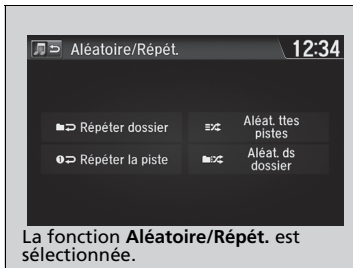 Aléatoire/Répét.
12:34
Répéter dossier
Aléat. ttes
pistes
Répéter la piste
Aléat. ds
dossier
La fonction Aléatoire/Répét. est
sélectionnée.